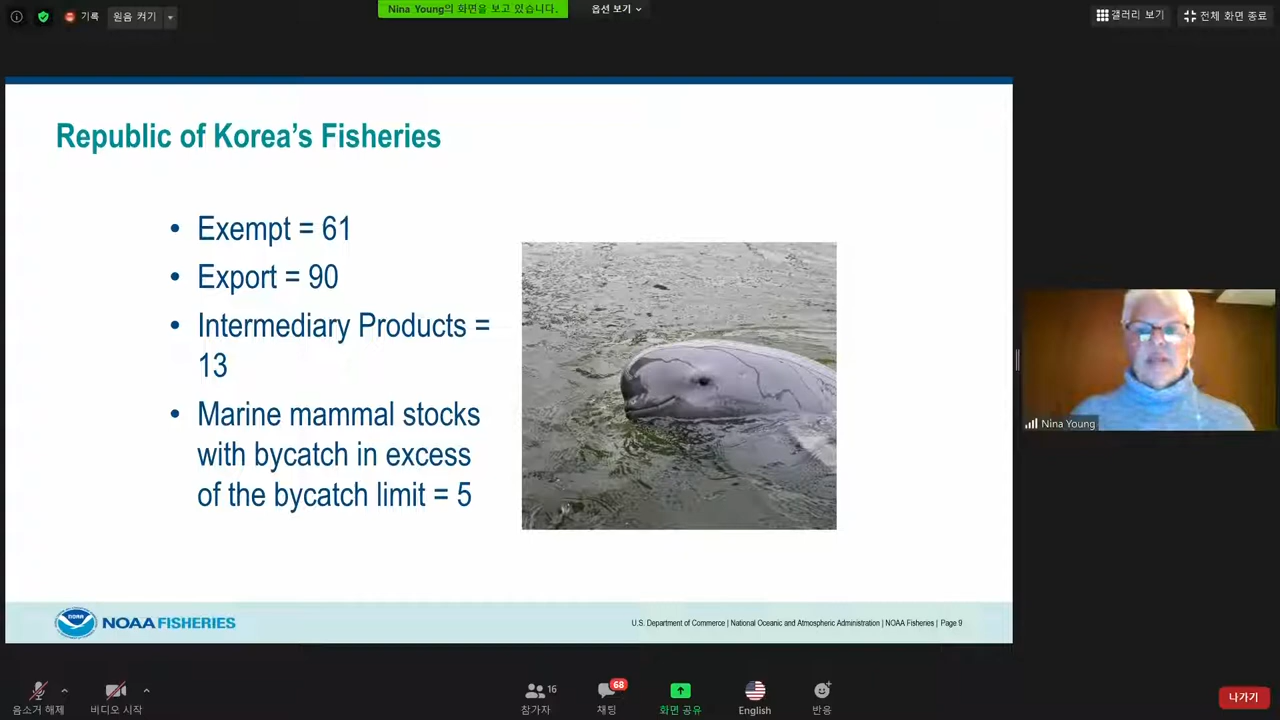 기록
원음 켜기
Nina Young의 화면을 보고 있습니다.
옵션 보기
갤러리 보기
전체 화면 종료
Republic of Korea's Fisheries
• Exempt = 61
• Export = 90
• Intermediary Products =
13
• Marine mammal stocks
with bycatch in excess
of the bycatch limit = 5
Nina Young
NOAA
NOAA FISHERIES
U.S. Department of Commerce | National Oceanic and Atmospheric Administration | NOAA Fisheries | Page 9
음소거 해제
비디오 시작
16
참가자
68
채팅
화면 공유
English
반응
나가기